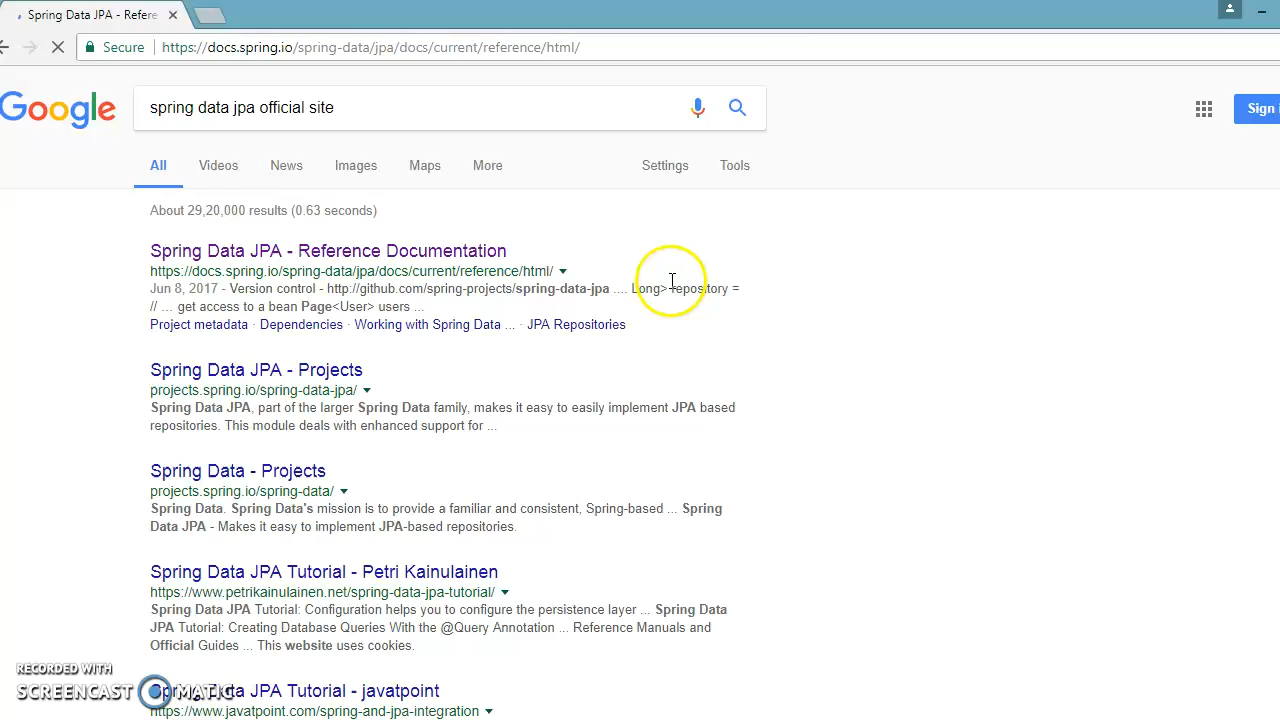 Spring Data JPA - Refere
Secure https://docs.spring.io/spring-data/jpa/docs/current/reference/html/
Google
spring data jpa official site
Sign i
All Videos News Images Maps More Settings Tools
About 29,20,000 results (0.63 seconds)
Spring Data JPA - Reference Documentation
https://docs.spring.io/spring-data/jpa/docs/current/reference/html/
Jun 8, 2017 - Version control - http://github.com/spring-projects/spring-data-jpa .... Long> repository =
// ... get access to a bean Page<User> users ...
Project metadata · Dependencies · Working with Spring Data ... · JPA Repositories
Spring Data JPA - Projects
projects.spring.io/spring-data-jpa/
Spring Data JPA, part of the larger Spring Data family, makes it easy to easily implement JPA based
repositories. This module deals with enhanced support for ...
Spring Data - Projects
projects.spring.io/spring-data/
Spring Data. Spring Data's mission is to provide a familiar and consistent, Spring-based ... Spring
Data JPA - Makes it easy to implement JPA-based repositories.
Spring Data JPA Tutorial - Petri Kainulainen
https://www.petrikainulainen.net/spring-data-jpa-tutorial/
Spring Data JPA Tutorial: Configuration helps you to configure the persistence layer ... Spring Data
JPA Tutorial: Creating Database Queries With the @Query Annotation ... Reference Manuals and
Official Guides ... This website uses cookies.
RECORDED WITH
SCREENCAST MATIC
Spring Data JPA Tutorial - javatpoint
https://www.javatpoint.com/spring-and-jpa-integration